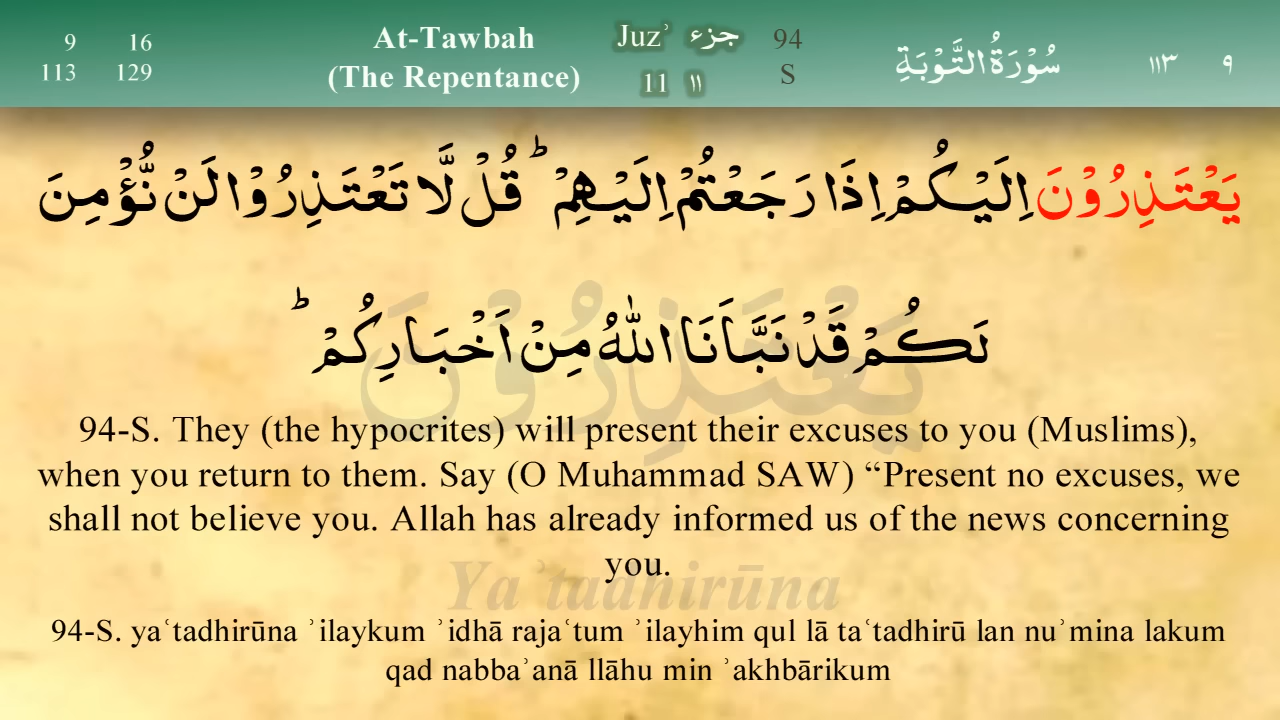 9 16
113 129
At-Tawbah
(The Repentance)
Juzʾ جزء
11 ١١
94
S
سُوْرَةُ التَّوْبَةِ
١١٣ ٩
يَعْتَذِرُوْنَ اِلَيْكُمْ اِذَا رَجَعْتُمْ اِلَيْهِمْ ؕ قُلْ لَّا تَعْتَذِرُوْا لَنْ نُّؤْمِنَ
لَكُمْ قَدْ نَبَّاَنَا اللّٰهُ مِنْ اَخْبَارِكُمْ ؕ
يَعْتَذِرُوْنَ
94-S. They (the hypocrites) will present their excuses to you (Muslims),
when you return to them. Say (O Muhammad SAW) “Present no excuses, we
shall not believe you. Allah has already informed us of the news concerning
you.
Yaʿtadhirūna
94-S. yaʿtadhirūna ʾilaykum ʾidhā rajaʿtum ʾilayhim qul lā taʿtadhirū lan nuʾmina lakum
qad nabbaʾanā llāhu min ʾakhbārikum